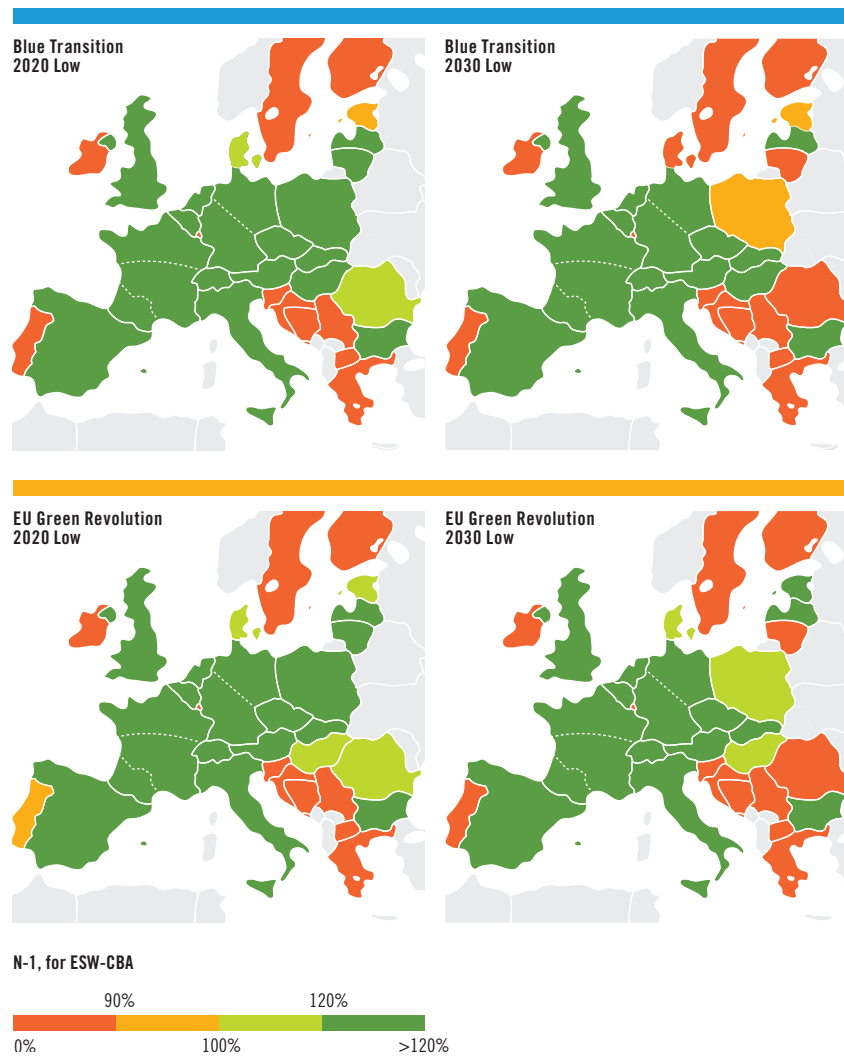 Blue Transition
2020 Low
Blue Transition
2030 Low
EU Green Revolution
2020 Low
EU Green Revolution
2030 Low
N-1, for ESW-CBA
90%
120%
0%
100%
>120%